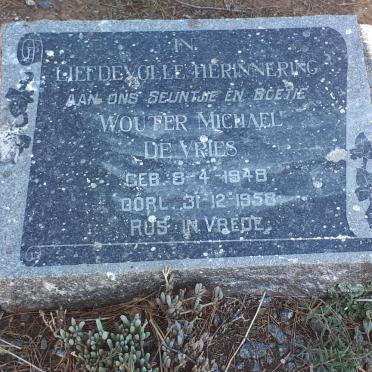 IN
LIEFDEVOLLE HERINNERING
AAN ONS SEUNTJIE EN BOETIE
WOUTER MICHAEL
DE VRIES
GEB. 8-4-1948
OORL. 31-12-1958
RUS IN VREDE